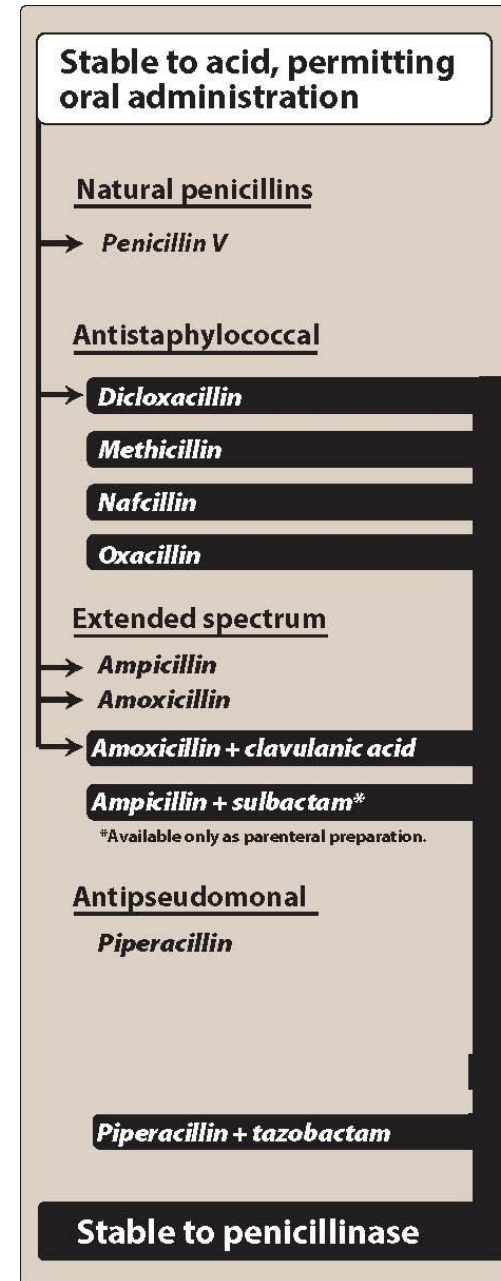 Stable to acid, permitting
oral administration
Natural penicillins
Penicillin V
Antistaphylococcal
Dicloxacillin
Methicillin
Nafcillin
Oxacillin
Extended spectrum
Ampicillin
Amoxicillin
Amoxicillin + clavulanic acid
Ampicillin + sulbactam*
*Available only as parenteral preparation.
Antipseudomonal
Piperacillin
Piperacillin + tazobactam
Stable to penicillinase